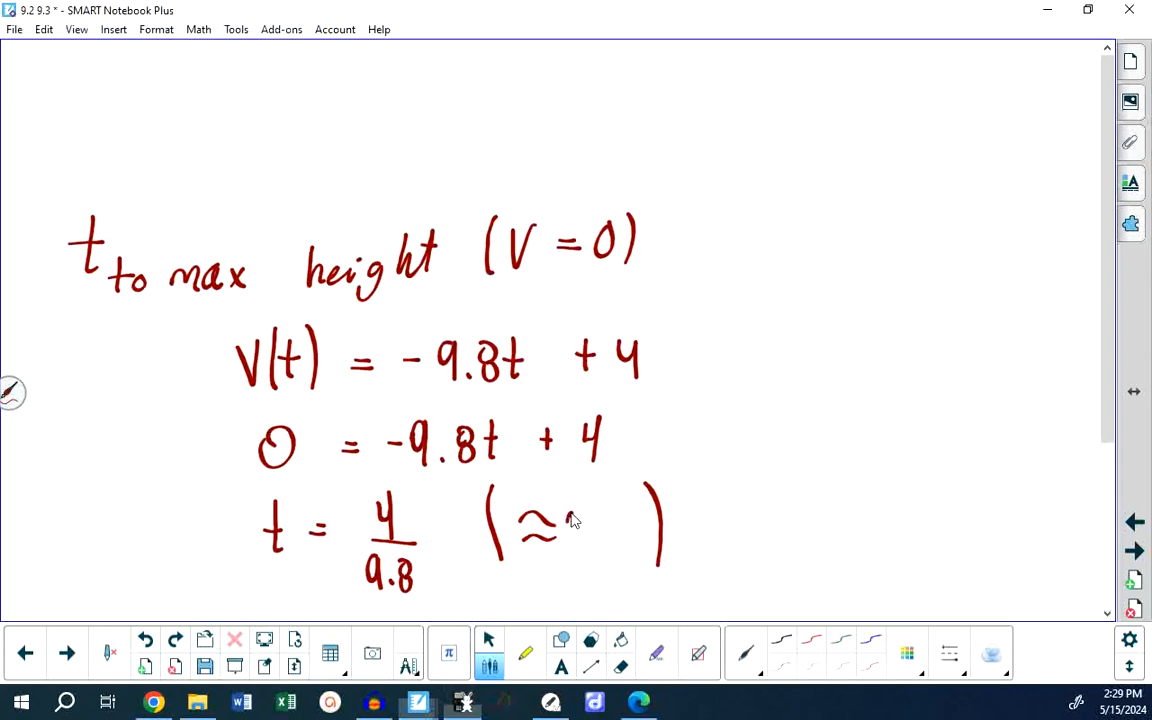 9.2 9.3 * - SMART Notebook Plus
File Edit View Insert Format Math Tools Add-ons Account Help
t to max height (V = 0)
V(t) = -9.8t + 4
0 = -9.8t + 4
t = 4/9.8 (≈ )
π
A
2:29 PM
5/15/2024